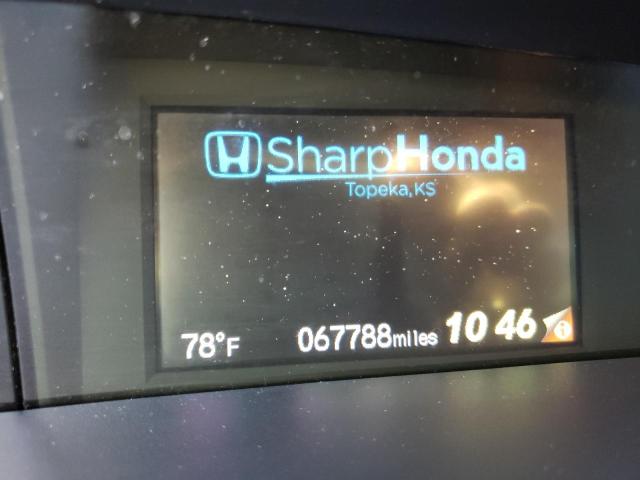 SharpHonda
Topeka, KS
78°F 067788miles 10 46 i